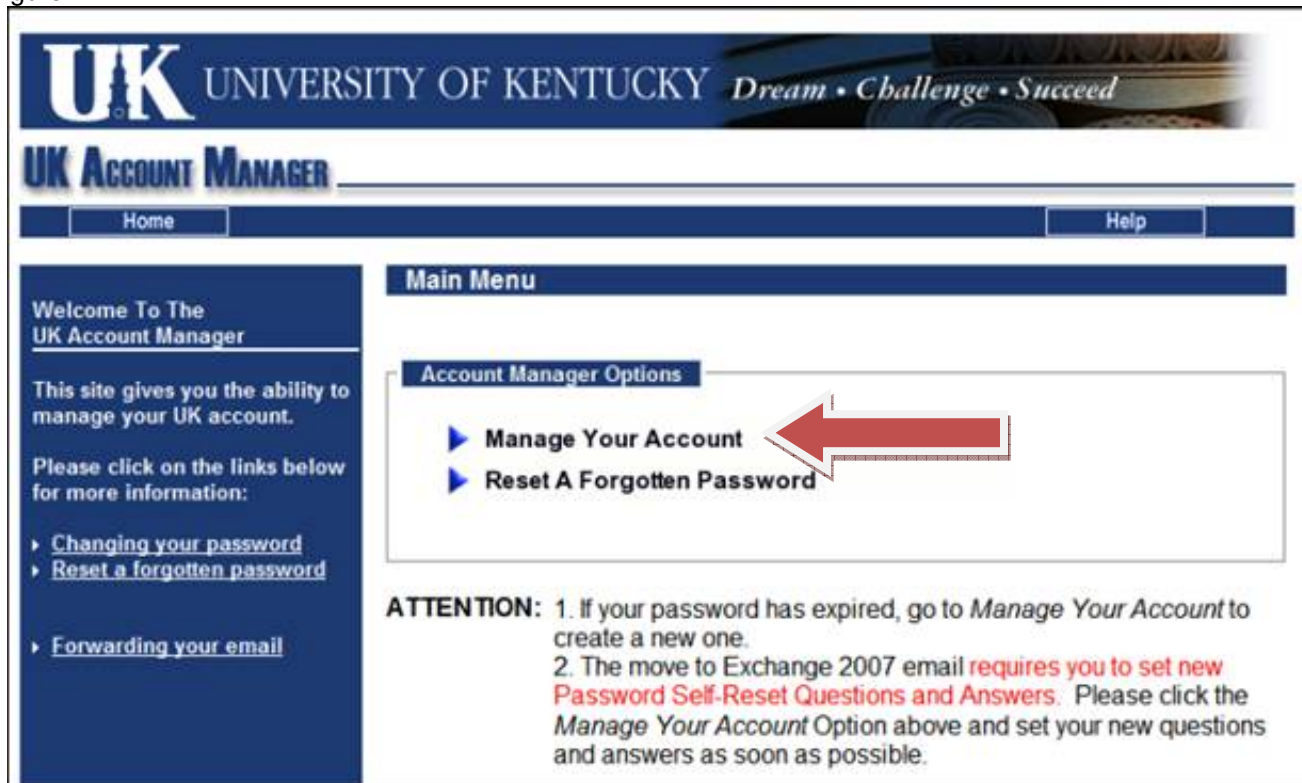 UK UNIVERSITY OF KENTUCKY Dream • Challenge • Succeed
UK ACCOUNT MANAGER
Home Help
Welcome To The
UK Account Manager
This site gives you the ability to
manage your UK account.
Please click on the links below
for more information:
Changing your password
Reset a forgotten password
Forwarding your email
Main Menu
Account Manager Options
Manage Your Account
Reset A Forgotten Password
ATTENTION: 1. If your password has expired, go to Manage Your Account to
create a new one.
2. The move to Exchange 2007 email requires you to set new
Password Self-Reset Questions and Answers. Please click the
Manage Your Account Option above and set your new questions
and answers as soon as possible.